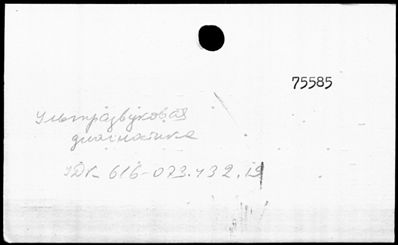 75585
Ультразвуковая
диагностика
УДК - 616-073.432.19